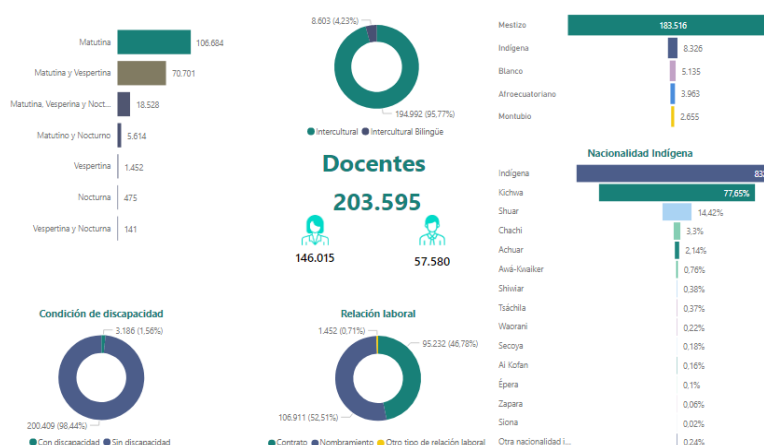 Matutina 106.684
Matutina y Vespertina 70.701
Matutina, Vesperina y Noct... 18.528
Matutino y Nocturno 5.614
Vespertina 1.452
Nocturna 475
Vespertina y Nocturna 141
8.603 (4,23%)
194.992 (95,77%)
Intercultural Intercultural Bilingüe
Docentes
203.595
146.015 57.580
Mestizo 183.516
Indígena 8.326
Blanco 5.135
Afroecuatoriano 3.963
Montubio 2.655
Nacionalidad Indígena
Indígena
Kichwa 77,65%
Shuar 14,42%
Chachi 3,3%
Achuar 2,14%
Awá-Kwaiker 0,76%
Shiwiar 0,38%
Tsáchila 0,37%
Waorani 0,22%
Secoya 0,18%
Ai Kofan 0,16%
Épera 0,1%
Zapara 0,06%
Siona 0,02%
Otra nacionalidad i... 0,24%
Condición de discapacidad
3.186 (1,56%)
200.409 (98,44%)
Con discapacidad Sin discapacidad
Relación laboral
1.452 (0,71%)
95.232 (46,78%)
106.911 (52,51%)
Contrato Nombramiento Otro tipo de relación laboral